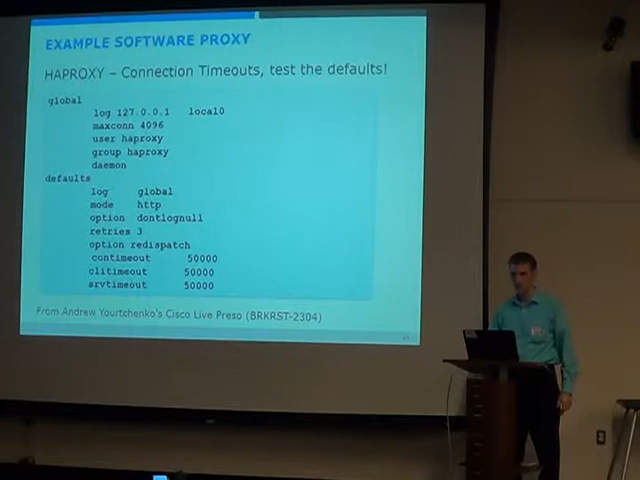 EXAMPLE SOFTWARE PROXY
HAPROXY – Connection Timeouts, test the defaults!
global
log 127.0.0.1 local0
maxconn 4096
user haproxy
group haproxy
daemon
defaults
log global
mode http
option dontlognull
retries 3
option redispatch
contimeout 50000
clitimeout 50000
srvtimeout 50000
From Andrew Yourtchenko's Cisco Live Preso (BRKRST-2304)